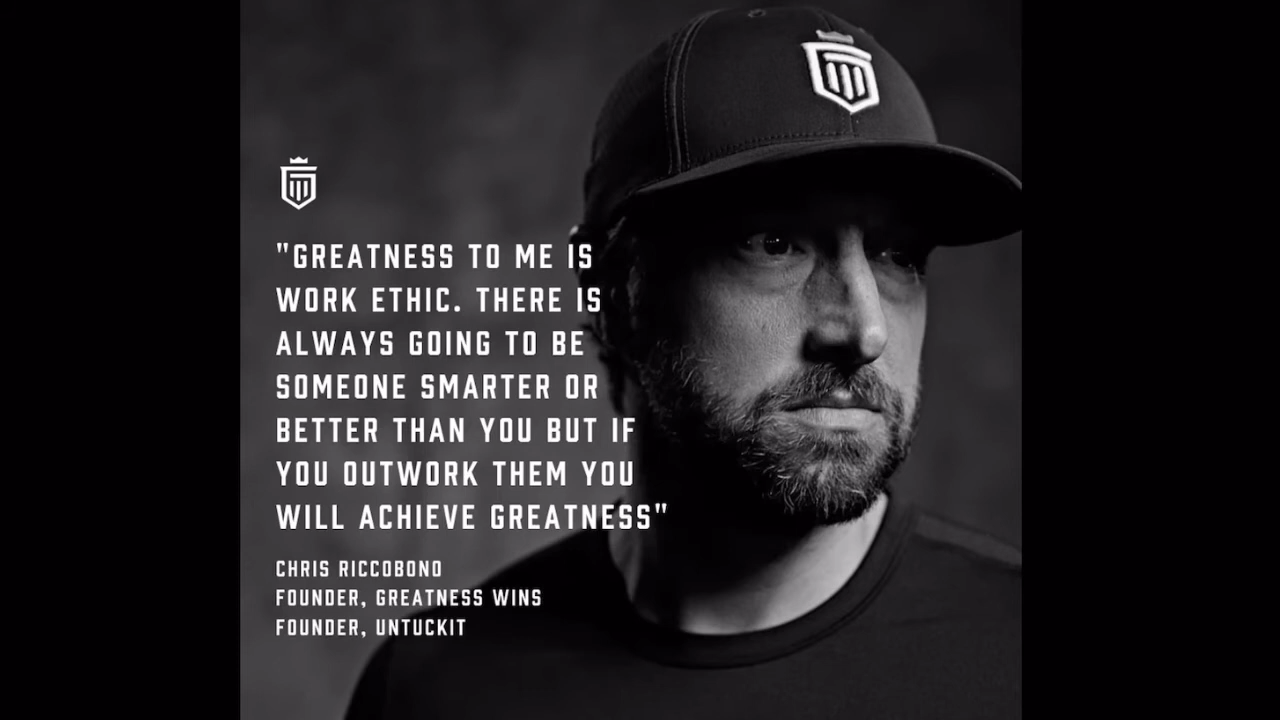 "GREATNESS TO ME IS
WORK ETHIC. THERE IS
ALWAYS GOING TO BE
SOMEONE SMARTER OR
BETTER THAN YOU BUT IF
YOU OUTWORK THEM YOU
WILL ACHIEVE GREATNESS"
CHRIS RICCOBONO
FOUNDER, GREATNESS WINS
FOUNDER, UNTUCKIT